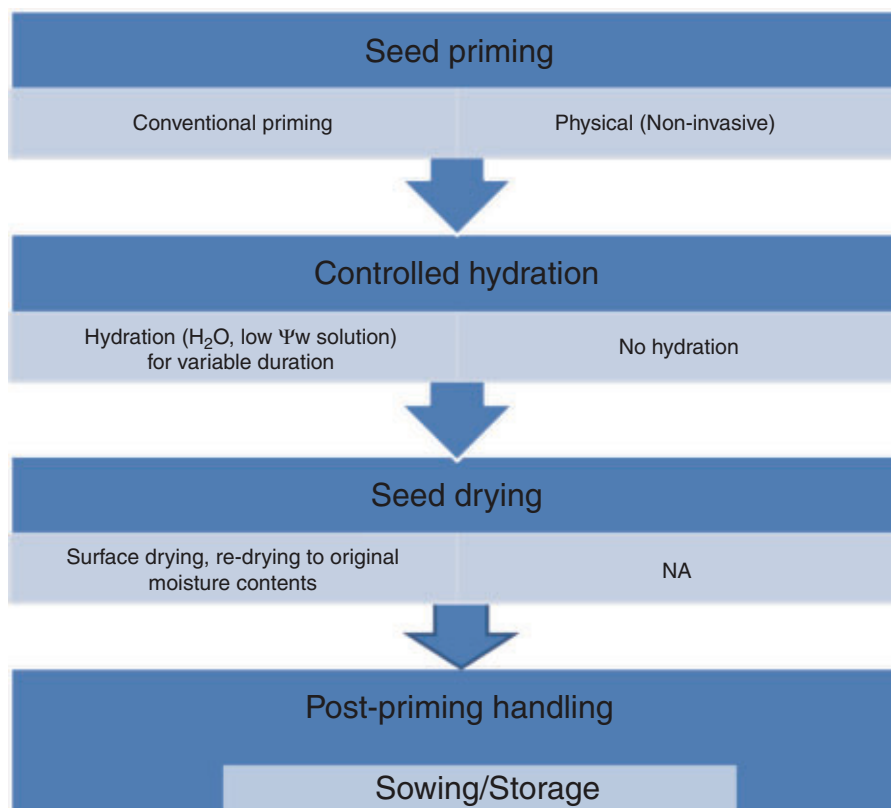 Seed priming
Conventional priming
Physical (Non-invasive)
Controlled hydration
Hydration (H₂O, low Ψw solution)
for variable duration
No hydration
Seed drying
Surface drying, re-drying to original
moisture contents
NA
Post-priming handling
Sowing/Storage